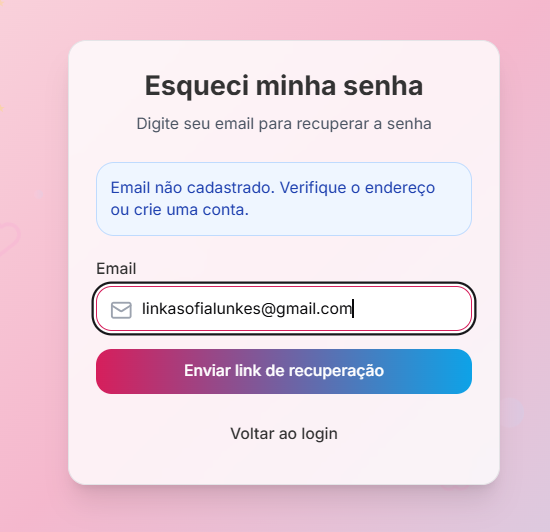 Esqueci minha senha
Digite seu email para recuperar a senha
Email não cadastrado. Verifique o endereço
ou crie uma conta.
Email
linkasofialunkes@gmail.com
Enviar link de recuperação
Voltar ao login